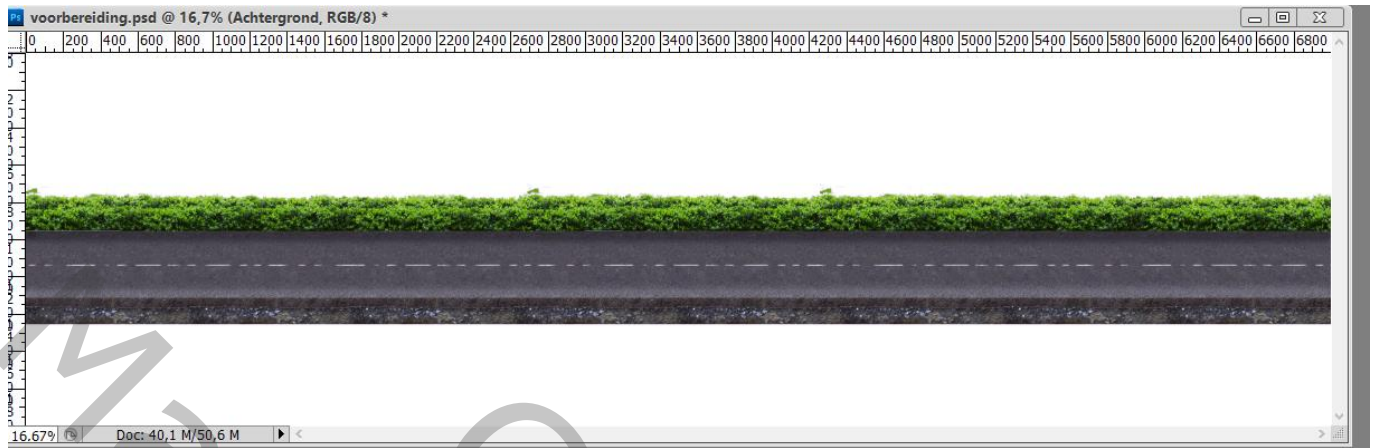 Ps voorbereiding.psd @ 16,7% (Achtergrond, RGB/8) *
0 200 400 600 800 1000 1200 1400 1600 1800 2000 2200 2400 2600 2800 3000 3200 3400 3600 3800 4000 4200 4400 4600 4800 5000 5200 5400 5600 5800 6000 6200 6400 6600 6800
16.67% Doc: 40,1 M/50,6 M